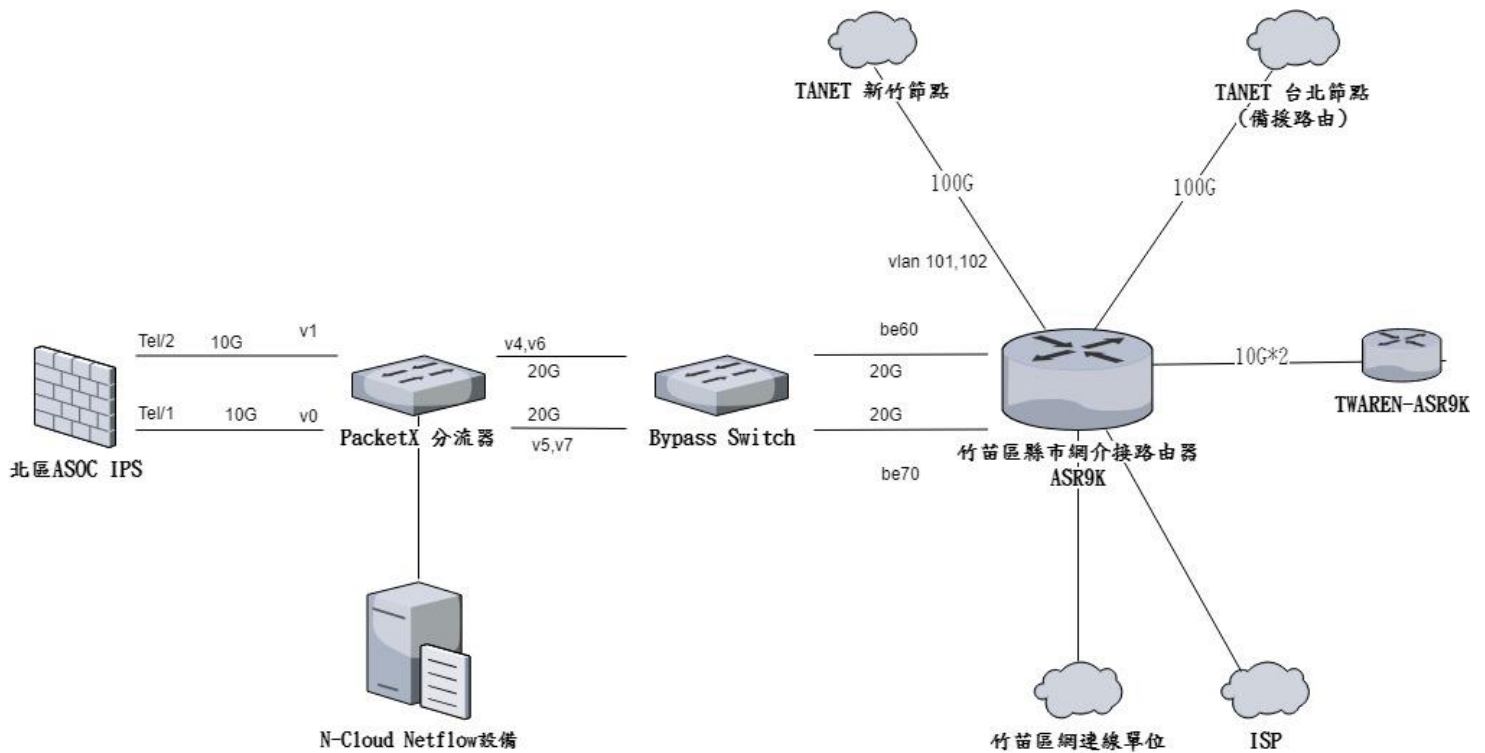 TANET 新竹節點
TANET 台北節點
(備援路由)
100G
100G
vlan 101,102
Tel/2
10G
v1
v4,v6
20G
be60
20G
10G*2
TWAREN-ASR9K
Tel/1
10G
v0
20G
v5,v7
20G
be70
北區ASOC IPS
PacketX 分流器
Bypass Switch
竹苗區縣市網介接路由器
ASR9K
N-Cloud Netflow設備
竹苗區網連線單位
ISP